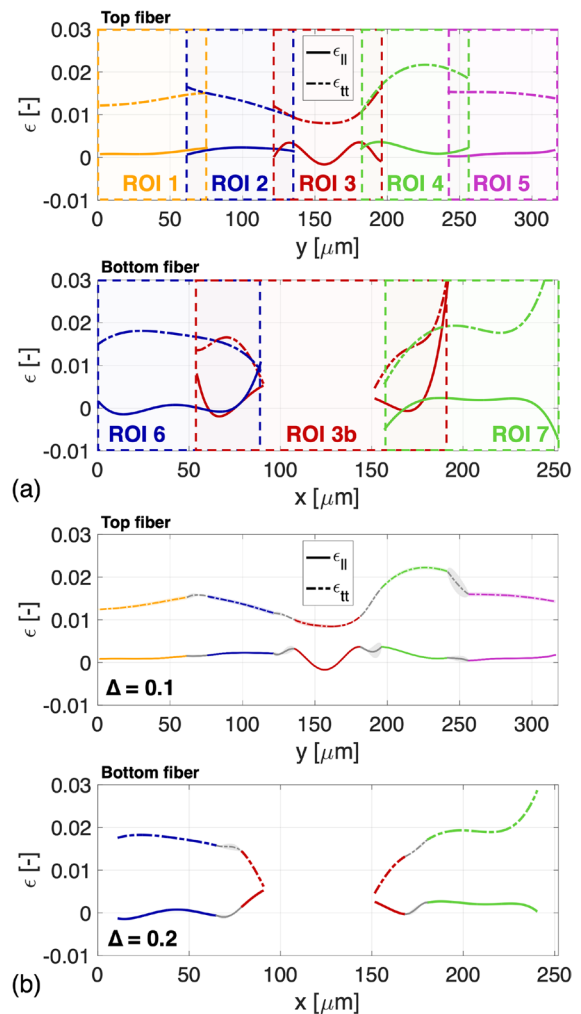 Top fiber
0.03
0.02
0.01
0
-0.01
ϵ [-]
ϵll
ϵtt
ROI 1 ROI 2 ROI 3 ROI 4 ROI 5
0 50 100 150 200 250 300
y [μm]
Bottom fiber
0.03
0.02
0.01
0
-0.01
ϵ [-]
ROI 6 ROI 3b ROI 7
0 50 100 150 200 250
x [μm]
(a)
Top fiber
0.03
0.02
0.01
0
-0.01
ϵ [-]
ϵll
ϵtt
Δ = 0.1
0 50 100 150 200 250 300
y [μm]
Bottom fiber
0.03
0.02
0.01
0
-0.01
ϵ [-]
Δ = 0.2
0 50 100 150 200 250
x [μm]
(b)